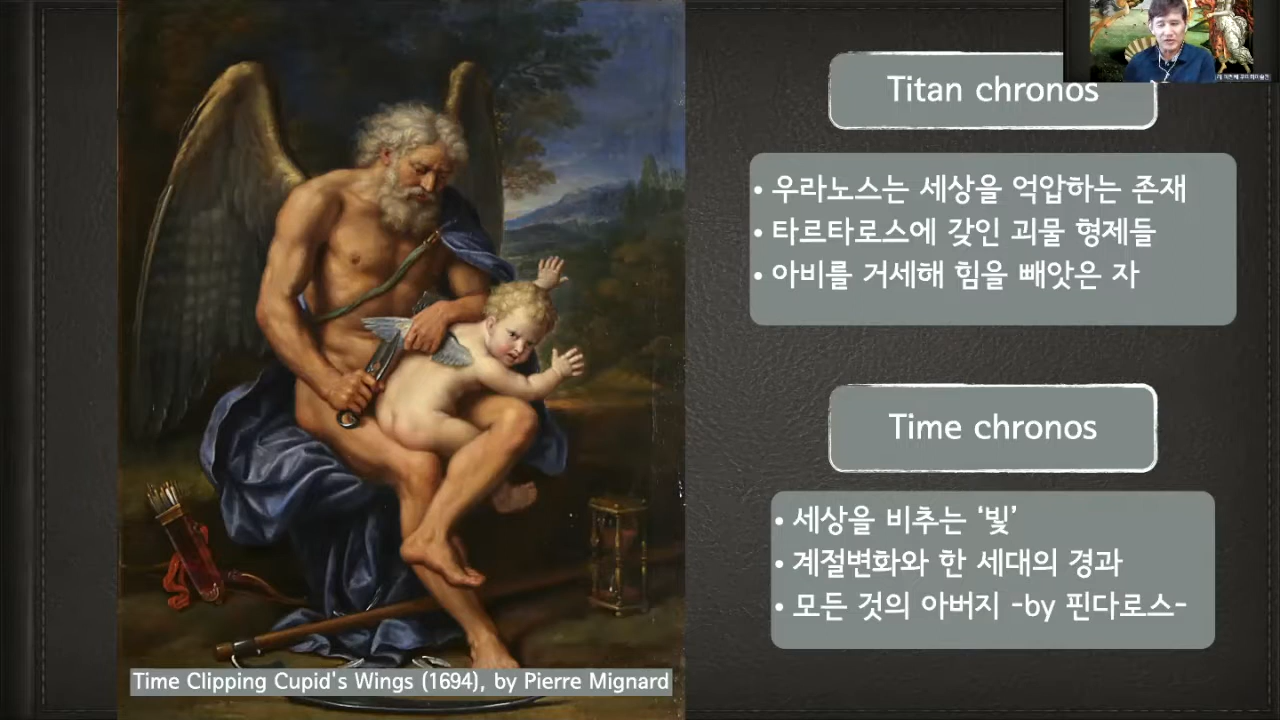 Titan chronos
• 우라노스는 세상을 억압하는 존재
• 타르타로스에 갖인 괴물 형제들
• 아비를 거세해 힘을 빼앗은 자
Time chronos
• 세상을 비추는 ‘빛’
• 계절변화와 한 세대의 경과
• 모든 것의 아버지 -by 핀다로스-
Time Clipping Cupid's Wings (1694), by Pierre Mignard